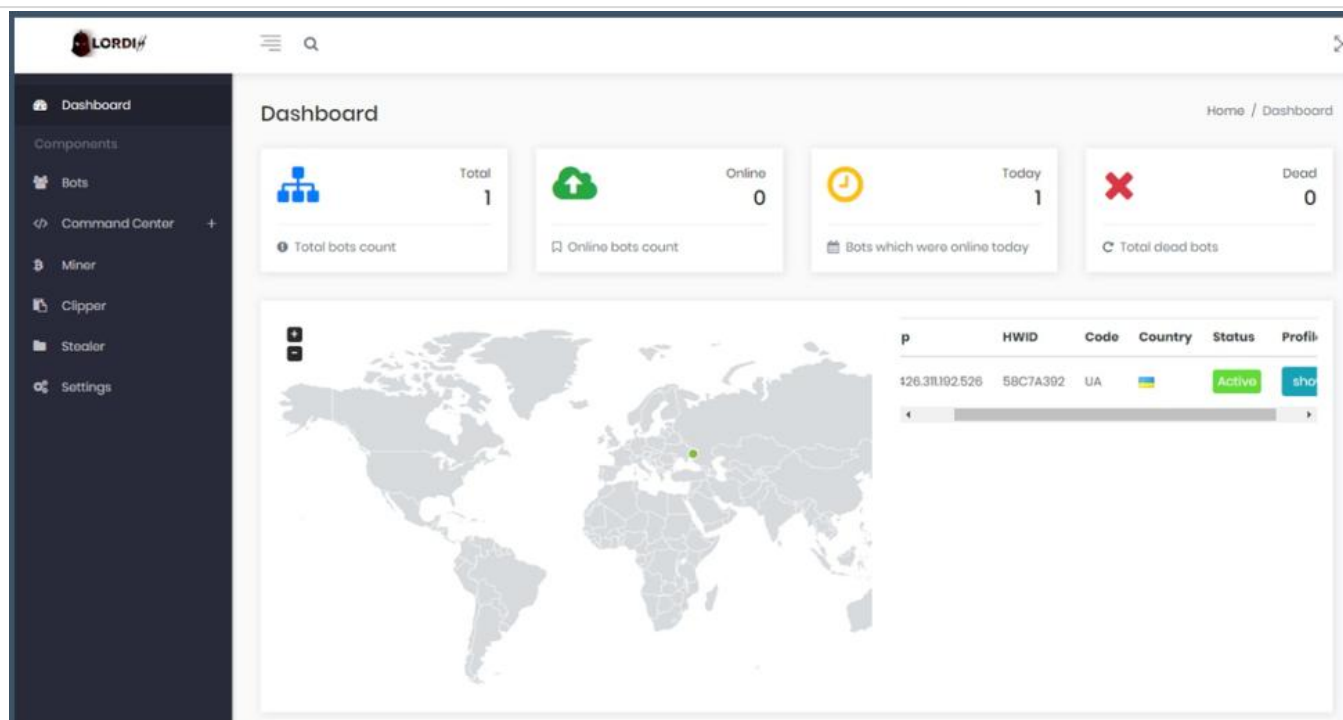 LORDIX
Dashboard
Components
Bots
Command Center +
Miner
Clipper
Stealer
Settings
Dashboard
Home / Dashboard
Total
1
Total bots count
Online
0
Online bots count
Today
1
Bots which were online today
Dead
0
Total dead bots
+
-
HWID Code Country Status
58C7A392 UA Active